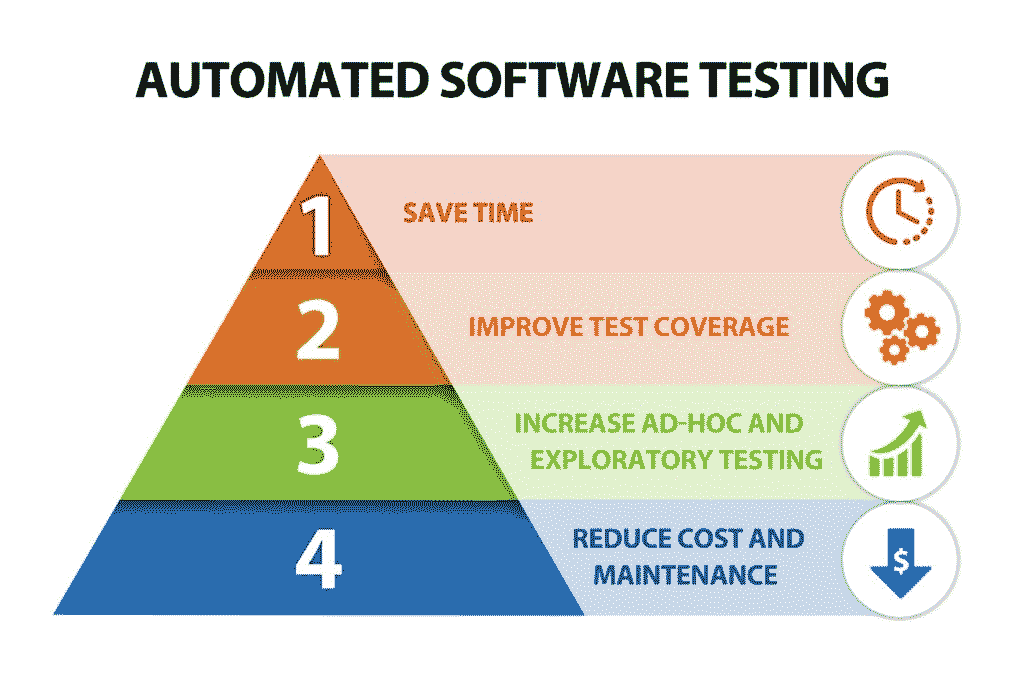 AUTOMATED SOFTWARE TESTING
1
SAVE TIME
2
IMPROVE TEST COVERAGE
3
INCREASE AD-HOC AND
EXPLORATORY TESTING
4
REDUCE COST AND
MAINTENANCE
$